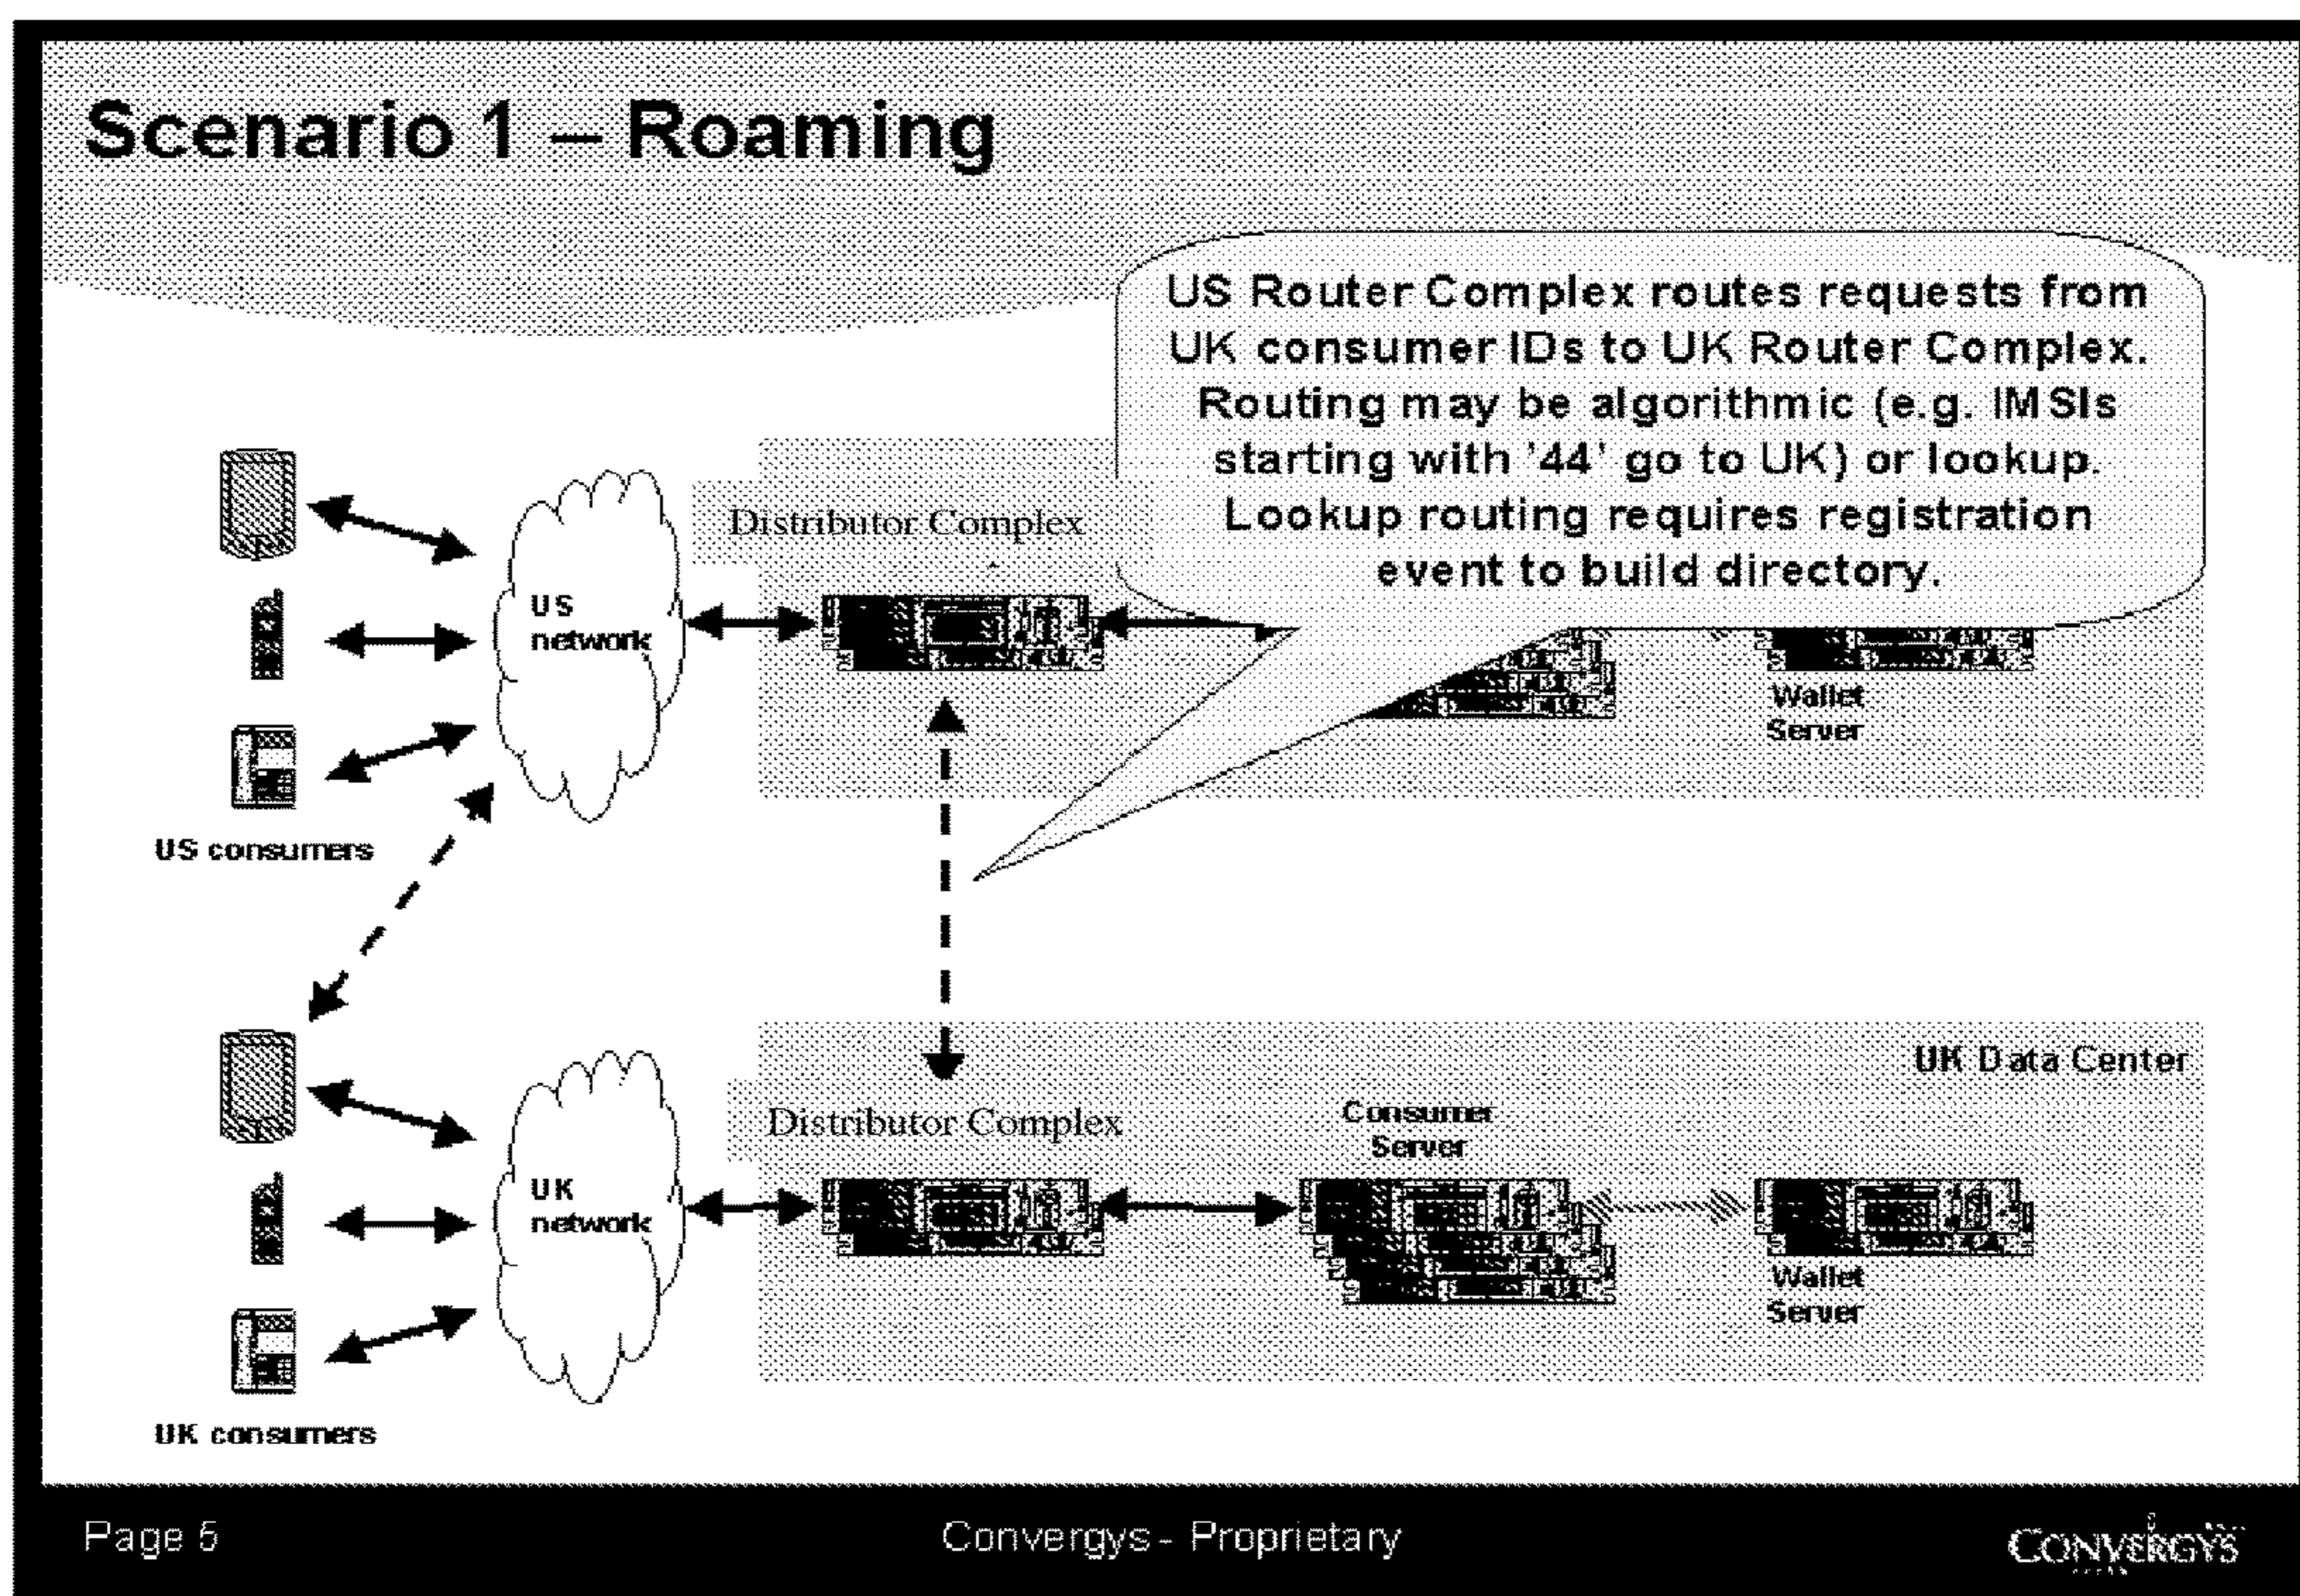 Scenario 1 – Roaming
US Router Complex routes requests from
UK consumer IDs to UK Router Complex.
Routing may be algorithmic (e.g. IMSIs
starting with '44' go to UK) or lookup.
Lookup routing requires registration
event to build directory.
Distributor Complex
US
network
Wallet
Server
US consumers
UK Data Center
Distributor Complex
Consumer
Server
UK
network
Wallet
Server
UK consumers
Page 5
Convergys - Proprietary
CONVERGYS